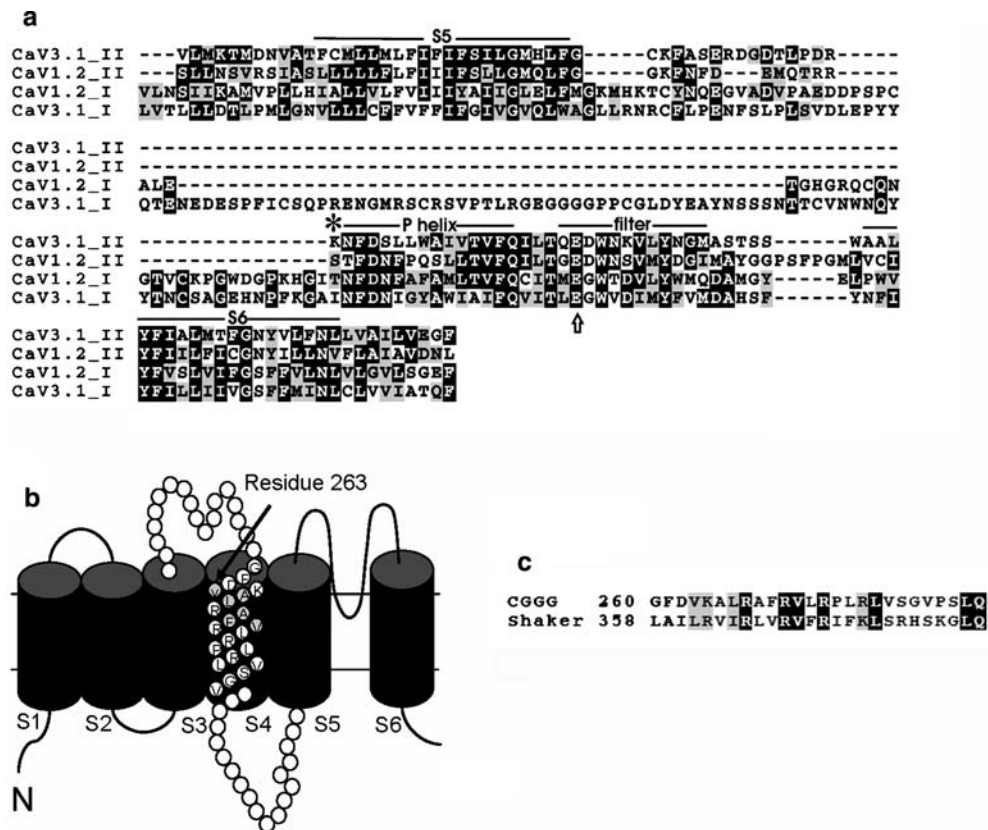 a
S5
CaV3.1_II ---VLMKTMDNVATFCMLLMLFIFIFSILGMHLFG-----CKFASERDGDTLPDR-----
CaV1.2_II ---SLLNSVRSIASLLLLLFLFIIIFSLLGMQLFG-----GKFNFD---EMQTRR-----
CaV1.2_I VLNSIIKAMVPLLHIALLVLFVIIIYAIIGLELFMGKMHKTCYNQEGVADVPAEDDPSPC
CaV3.1_I LVTLLLDTLPMLGNVLLLCFFVFFIFGIVGVQLWAGLLRNRCFLPENFSLPLSVDLEPYY
CaV3.1_II ------------------------------------------------------------
CaV1.2_II ------------------------------------------------------------
CaV1.2_I ALE------------------------------------------------TGHGRQCQN
CaV3.1_I QTENEDESPFICSQPRENGMRSCRSVPTLRGEGGGGPPCGLDYEAYNSSSNTTCVNWNQY
* P helix filter
CaV3.1_II ---------------KNFDSLLWAIVTVFQILTQEDWNKVLYNGMASTSS------WAAL
CaV1.2_II ---------------STFDNFPQSLLTVFQILTGEDWNSVMYDGIMAYGGPSFPGMLVCI
CaV1.2_I GTVCKPGWDGPKHGITNFDNFAFAMLTVFQCITMEGWTDVLYWMQDAMGY-----ELPWV
CaV3.1_I YTNCSAGEHNPFKGAINFDNIGYAWIAIFQVITLEGWVDIMYFVMDAHSF------YNFI
S6
CaV3.1_II YFIALMTFGNYVLFNLLVAILVEGF
CaV1.2_II YFIILFICGNYILLNVFLAIAVDNL
CaV1.2_I YFVSLVIFGSFFVLNLVLGVLSGEF
CaV3.1_I YFILLIIVGSFFMINLCLVVIATQF
b
Residue 263
S1 S2 S3 S4 S5 S6
N
c
CGGG 260 GFDVKALRAFRVLRPLRLVSGVPSLQ
Shaker 358 LAILRVIRLVRVFRIFKLSRHSKGLQ